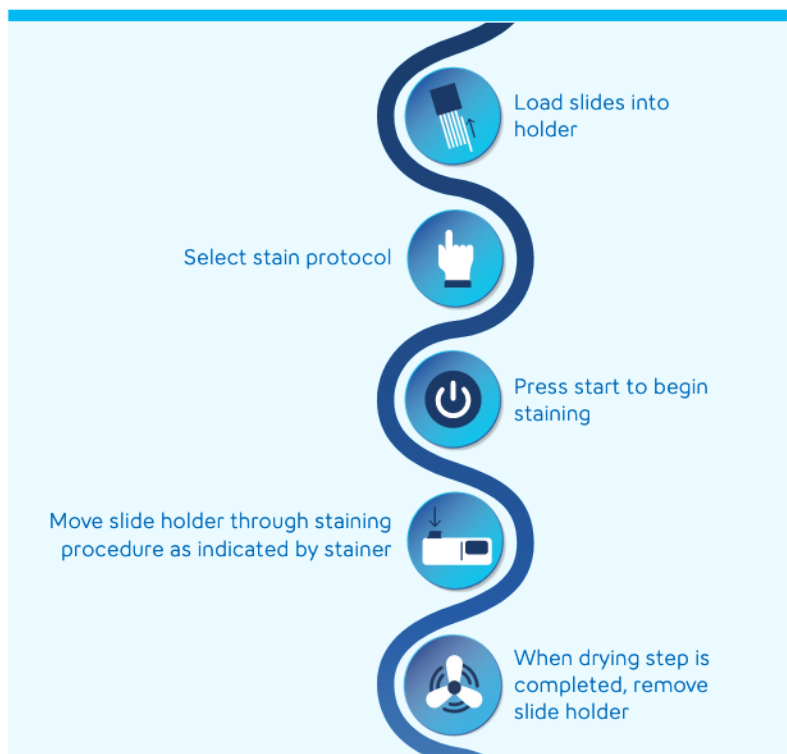 Load slides into
holder
Select stain protocol
Press start to begin
staining
Move slide holder through staining
procedure as indicated by stainer
When drying step is
completed, remove
slide holder